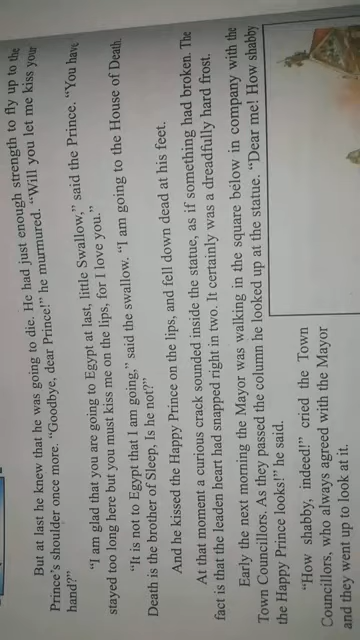 But at last he knew that he was going to die. He had just enough strength to fly up to the
Prince's shoulder once more. "Goodbye, dear Prince!" he murmured. "Will you let me kiss your
hand?"
"I am glad that you are going to Egypt at last, little Swallow," said the Prince. "You have
stayed too long here but you must kiss me on the lips, for I love you."
"It is not to Egypt that I am going," said the swallow. "I am going to the House of Death.
Death is the brother of Sleep, Is he not?"
And he kissed the Happy Prince on the lips, and fell down dead at his feet.
At that moment a curious crack sounded inside the statue, as if something had broken. The
fact is that the leaden heart had snapped right in two. It certainly was a dreadfully hard frost.
Early the next morning the Mayor was walking in the square below in company with the
Town Councillors. As they passed the column he looked up at the statue. "Dear me! How shabby
the Happy Prince looks!" he said.
"How shabby, indeed!" cried the Town
Councillors, who always agreed with the Mayor
and they went up to look at it.